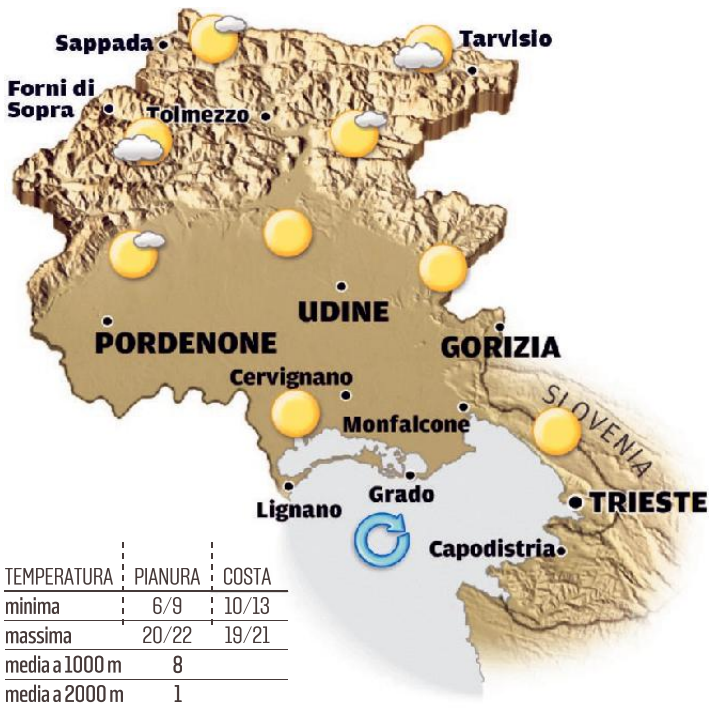 Sappada
Tarvisio
Forni di
Sopra
Tolmezzo
UDINE
PORDENONE
GORIZIA
Cervignano
SLOVENIA
Monfalcone
Grado
TRIESTE
Lignano
Capodistria
TEMPERATURA PIANURA COSTA
minima 6/9 10/13
massima 20/22 19/21
media a 1000 m 8
media a 2000 m 1